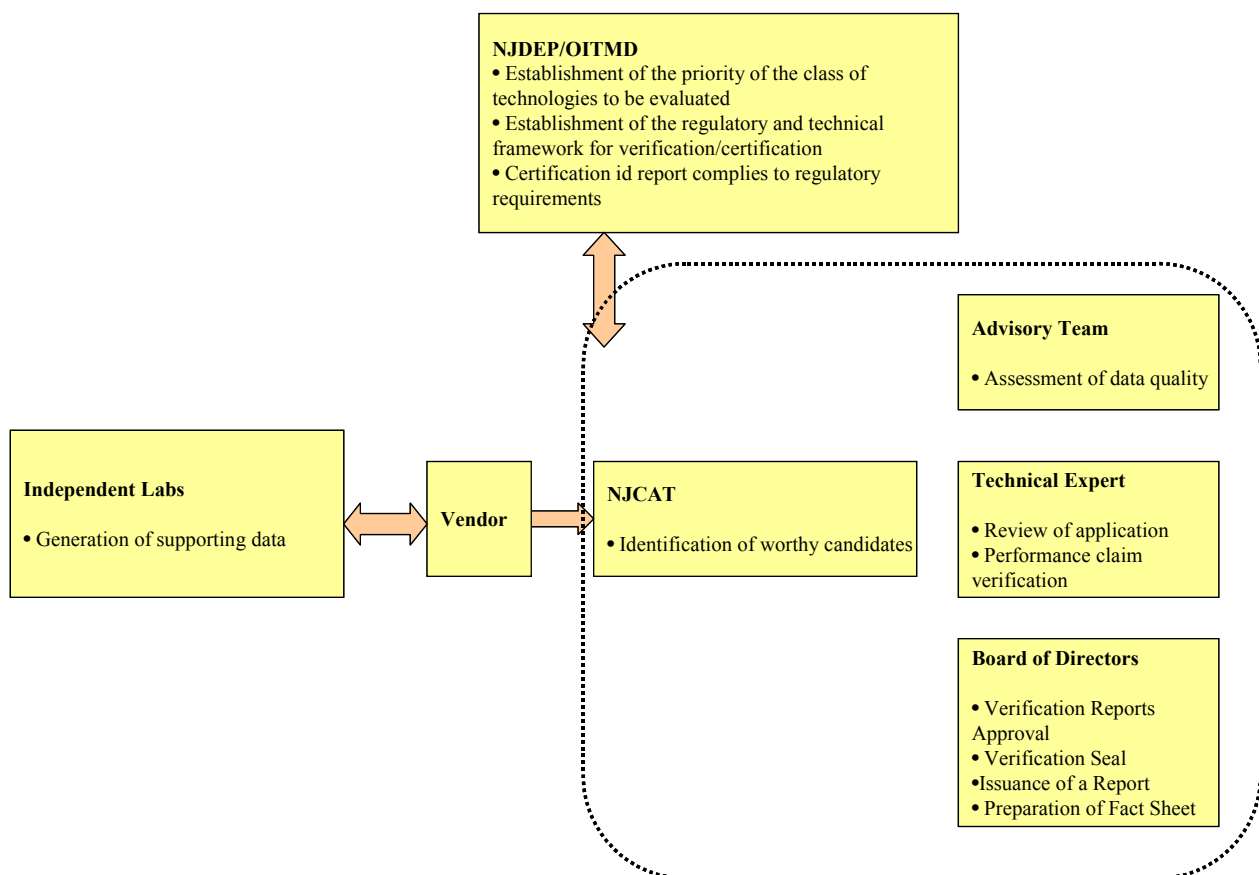 NJDEP/OITMD
• Establishment of the priority of the class of
technologies to be evaluated
• Establishment of the regulatory and technical
framework for verification/certification
• Certification id report complies to regulatory
requirements
Advisory Team
• Assessment of data quality
Independent Labs
• Generation of supporting data
Vendor
NJCAT
• Identification of worthy candidates
Technical Expert
• Review of application
• Performance claim
verification
Board of Directors
• Verification Reports
Approval
• Verification Seal
•Issuance of a Report
• Preparation of Fact Sheet